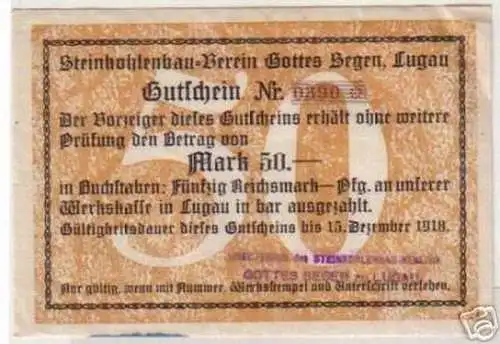 Steinkohlenbau-Verein Gottes Segen, Lugau
Gutschein Nr. 0390
Der Vorzeiger dieses Gutscheins erhält ohne weitere
Prüfung den Betrag von
Mark 50.—
in Buchstaben: Fünfzig Reichsmark — Pfg. an unserer
Werkskasse in Lugau in bar ausgezahlt.
Gültigkeitsdauer dieses Gutscheins bis 15. Dezember 1918.
des STEINKOHLENBAU-VEREINS
GOTTES SEGEN LUGAU
Nur gültig, wenn mit Nummer, Werksstempel und Unterschrift versehen.
50